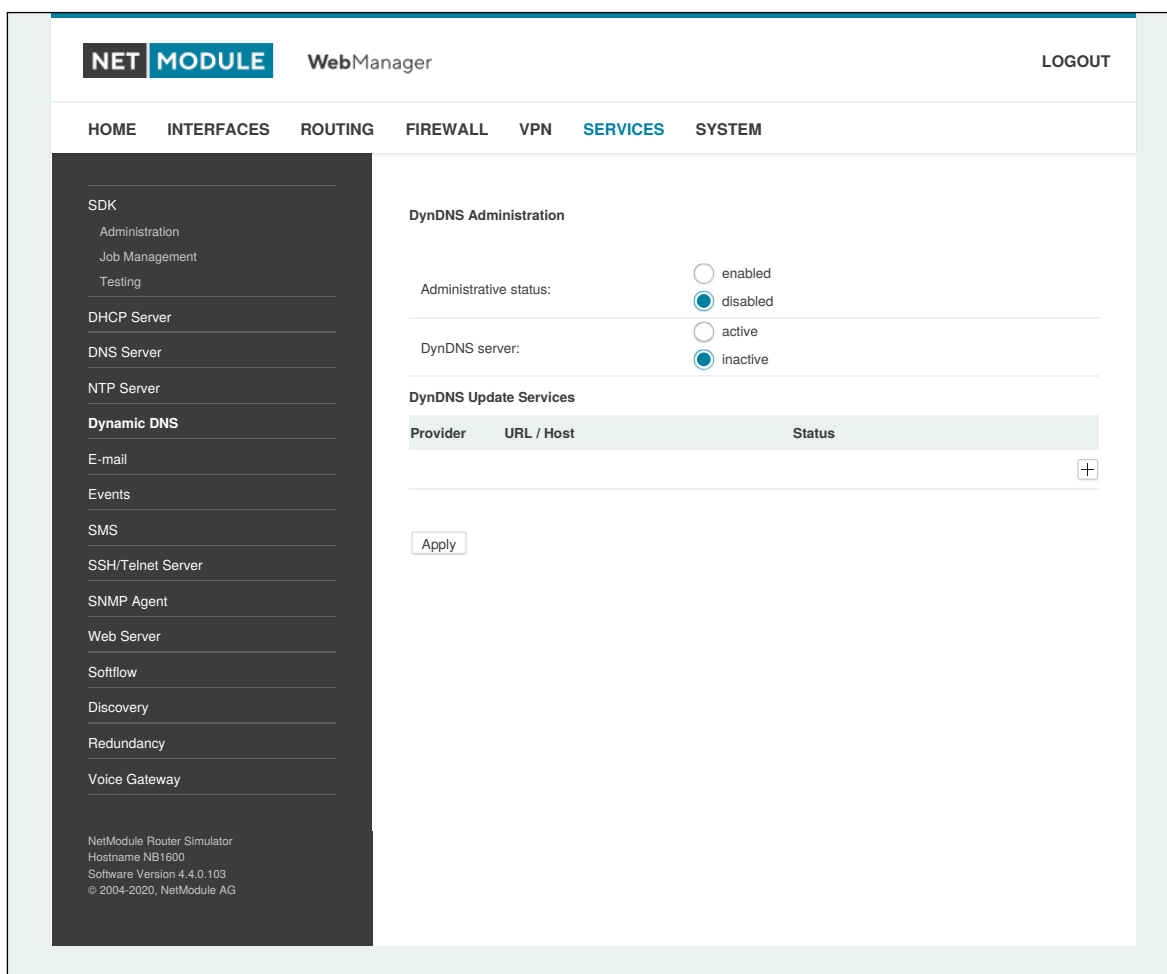 NET MODULE WebManager LOGOUT
HOME INTERFACES ROUTING FIREWALL VPN SERVICES SYSTEM
SDK
Administration
Job Management
Testing
DHCP Server
DNS Server
NTP Server
Dynamic DNS
E-mail
Events
SMS
SSH/Telnet Server
SNMP Agent
Web Server
Softflow
Discovery
Redundancy
Voice Gateway
NetModule Router Simulator
Hostname NB1600
Software Version 4.4.0.103
© 2004-2020, NetModule AG
DynDNS Administration
Administrative status:
enabled
disabled
DynDNS server:
active
inactive
DynDNS Update Services
Provider URL / Host Status
Apply